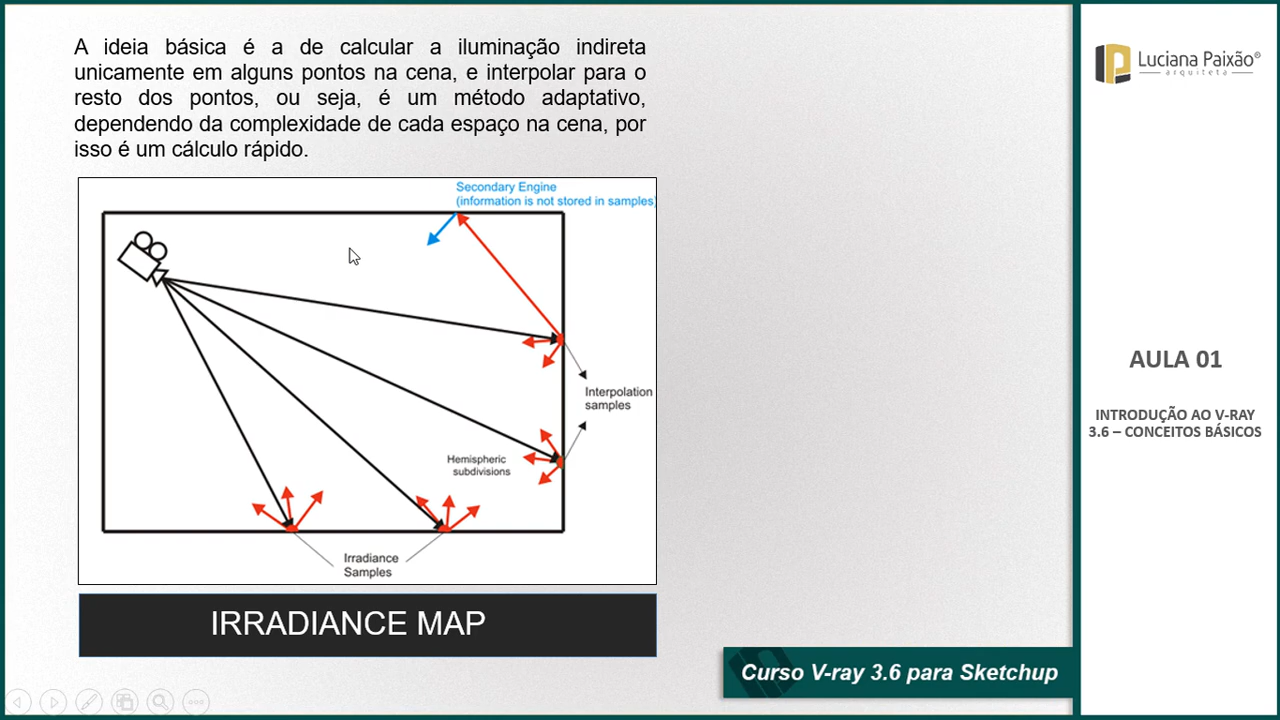 A ideia básica é a de calcular a iluminação indireta
unicamente em alguns pontos na cena, e interpolar para o
resto dos pontos, ou seja, é um método adaptativo,
dependendo da complexidade de cada espaço na cena, por
isso é um cálculo rápido.
Secondary Engine
(information is not stored in samples)
Interpolation
samples
Hemispheric
subdivisions
Irradiance
Samples
IRRADIANCE MAP
Luciana Paixão®
arquiteta
AULA 01
INTRODUÇÃO AO V-RAY
3.6 – CONCEITOS BÁSICOS
Curso V-ray 3.6 para Sketchup